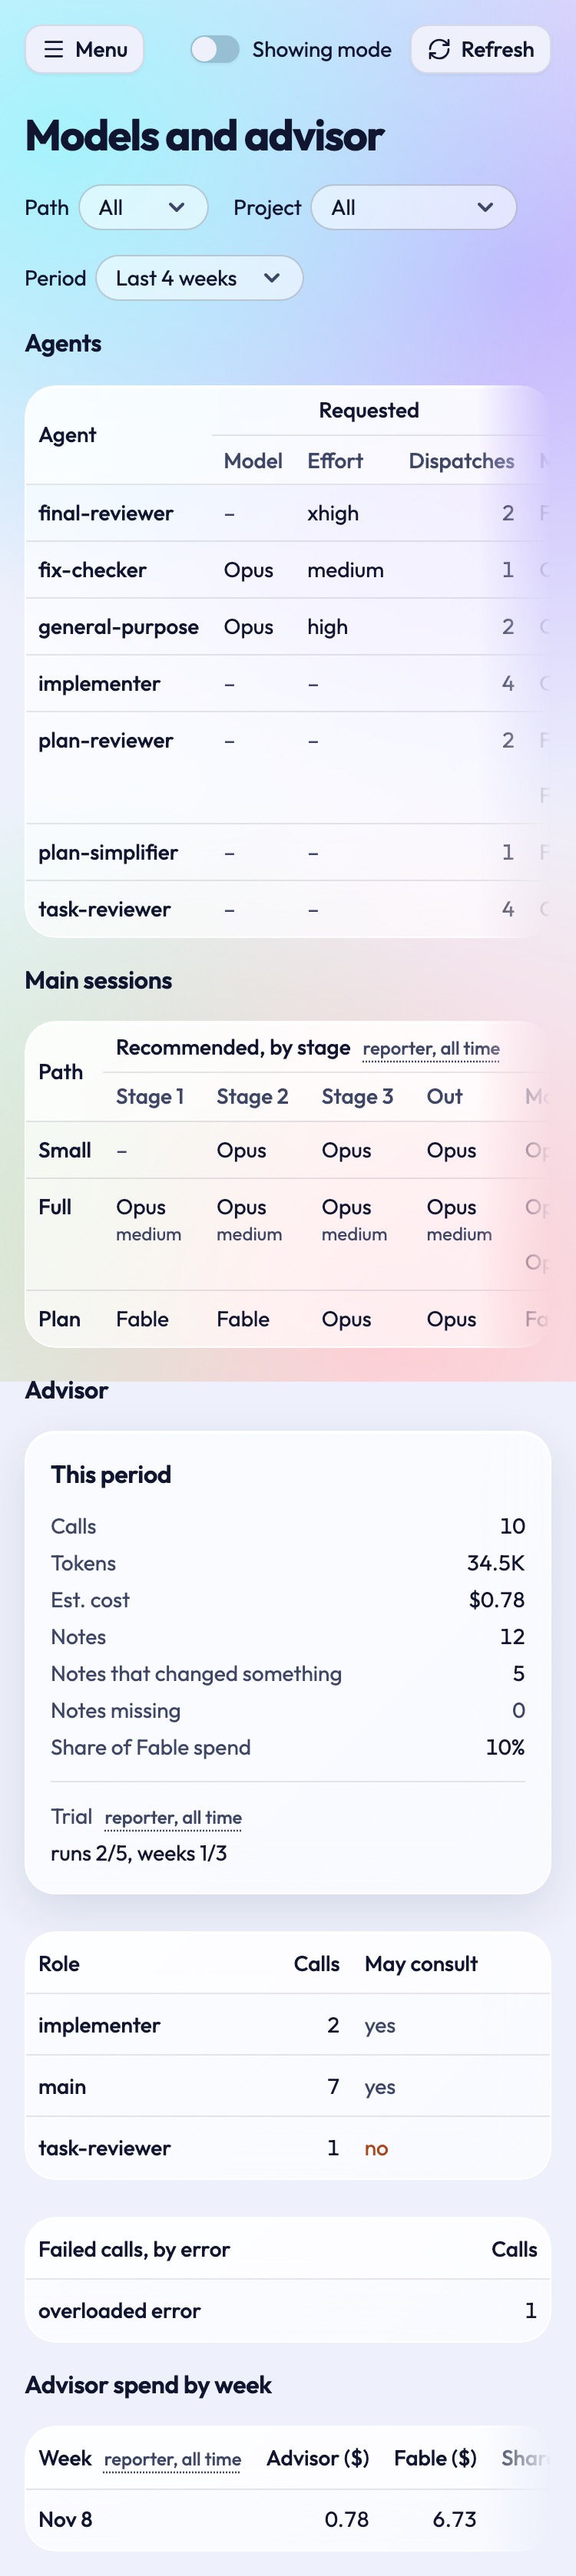 Menu Showing mode Refresh
Models and advisor
Path All Project All
Period Last 4 weeks
Agents
Requested
Agent
Model Effort Dispatches
final-reviewer – xhigh 2 F
fix-checker Opus medium 1
general-purpose Opus high 2
implementer – – 4
plan-reviewer – – 2 F
F
plan-simplifier – – 1 F
task-reviewer – – 4
Main sessions
Recommended, by stage reporter, all time
Path
Stage 1 Stage 2 Stage 3 Out
Small – Opus Opus Opus Op
Full Opus Opus Opus Opus Op
medium medium medium medium
Op
Plan Fable Fable Opus Opus Fa
Advisor
This period
Calls 10
Tokens 34.5K
Est. cost $0.78
Notes 12
Notes that changed something 5
Notes missing 0
Share of Fable spend 10%
Trial reporter, all time
runs 2/5, weeks 1/3
Role Calls May consult
implementer 2 yes
main 7 yes
task-reviewer 1 no
Failed calls, by error Calls
overloaded error 1
Advisor spend by week
Week reporter, all time Advisor ($) Fable ($) Share
Nov 8 0.78 6.73